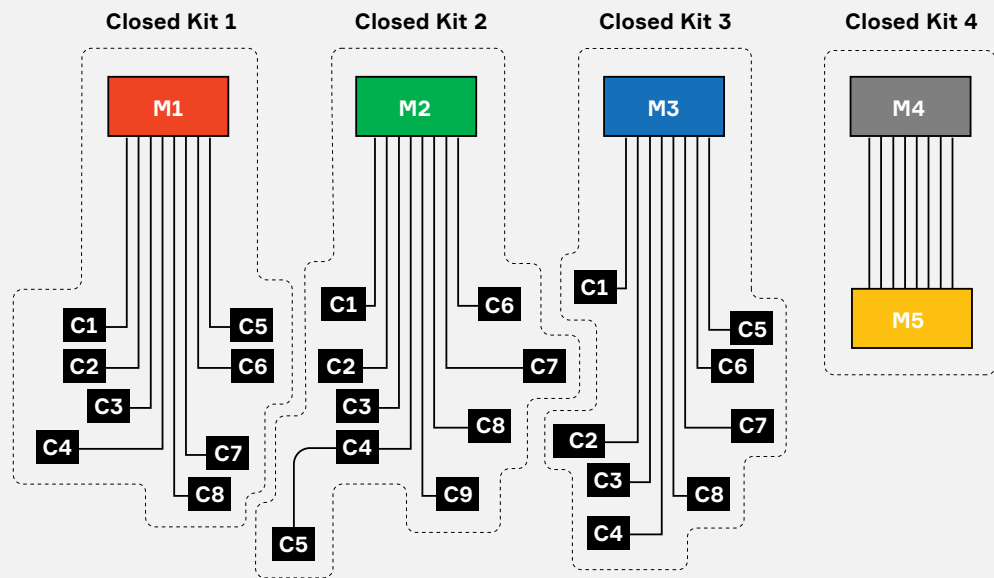 Closed Kit 1
Closed Kit 2
Closed Kit 3
Closed Kit 4
M1
M2
M3
M4
C1
C2
C3
C4
C5
C6
C7
C8
C1
C2
C3
C4
C5
C6
C7
C8
C9
C1
C2
C3
C4
C5
C6
C7
C8
M5